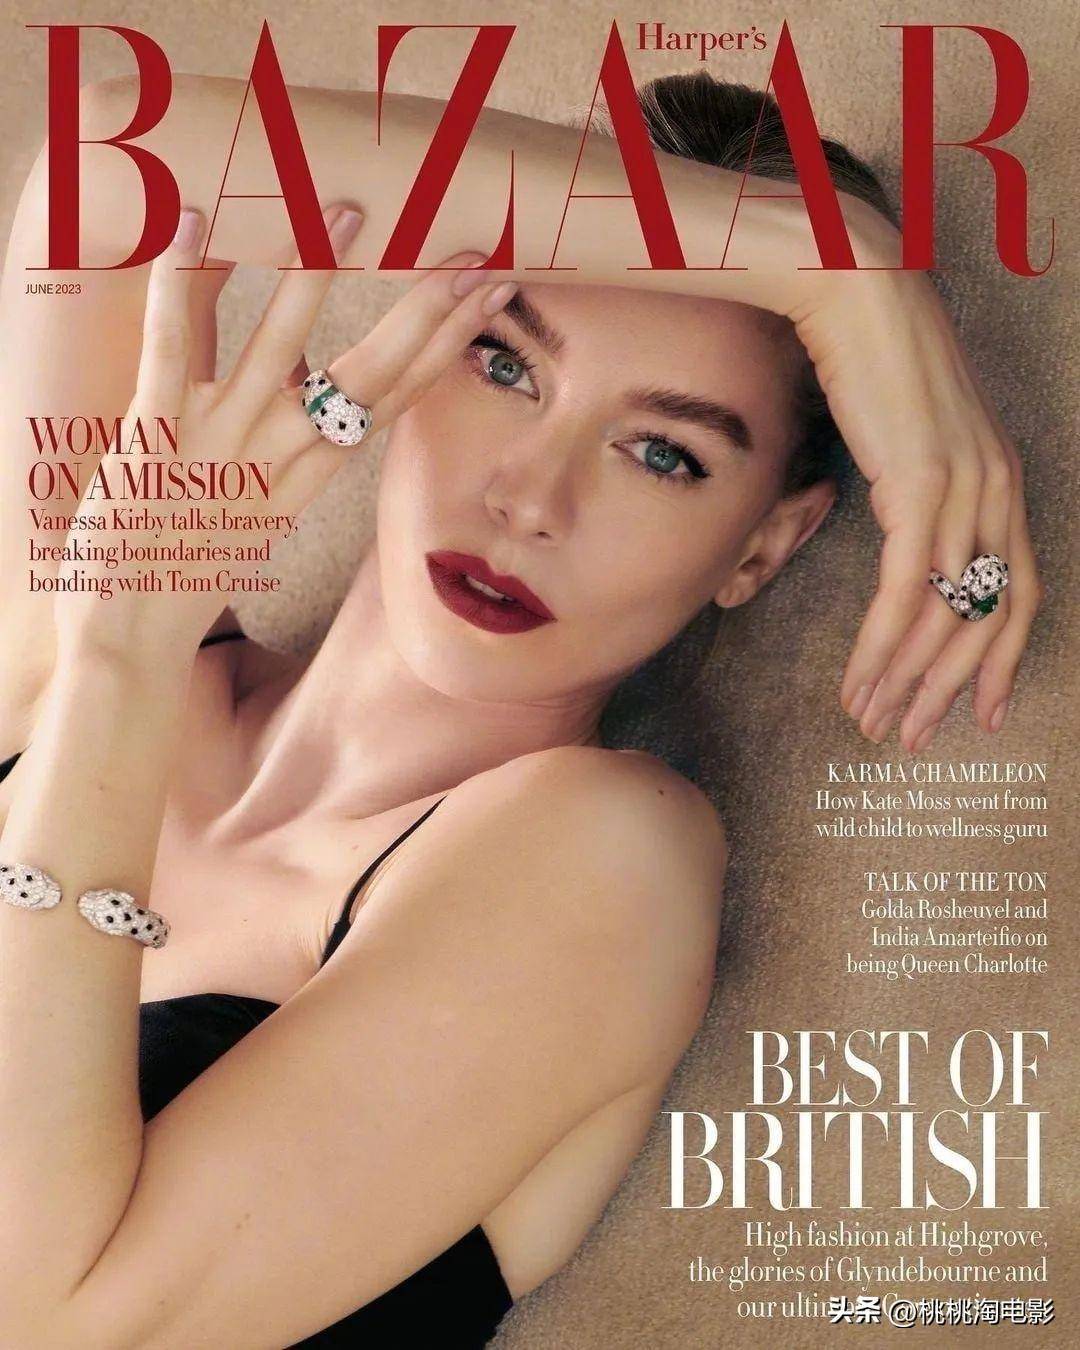 Harper's
BAZAAR
JUNE 2023
WOMAN
ON A MISSION
Vanessa Kirby talks bravery,
breaking boundaries and
bonding with Tom Cruise
KARMA CHAMELEON
How Kate Moss went from
wild child to wellness guru
TALK OF THE TON
Golda Rosheuvel and
India Amarteifio on
being Queen Charlotte
BEST OF
BRITISH
High fashion at Highgrove,
the glories of Glyndebourne and
our
头条 @桃桃淘电影